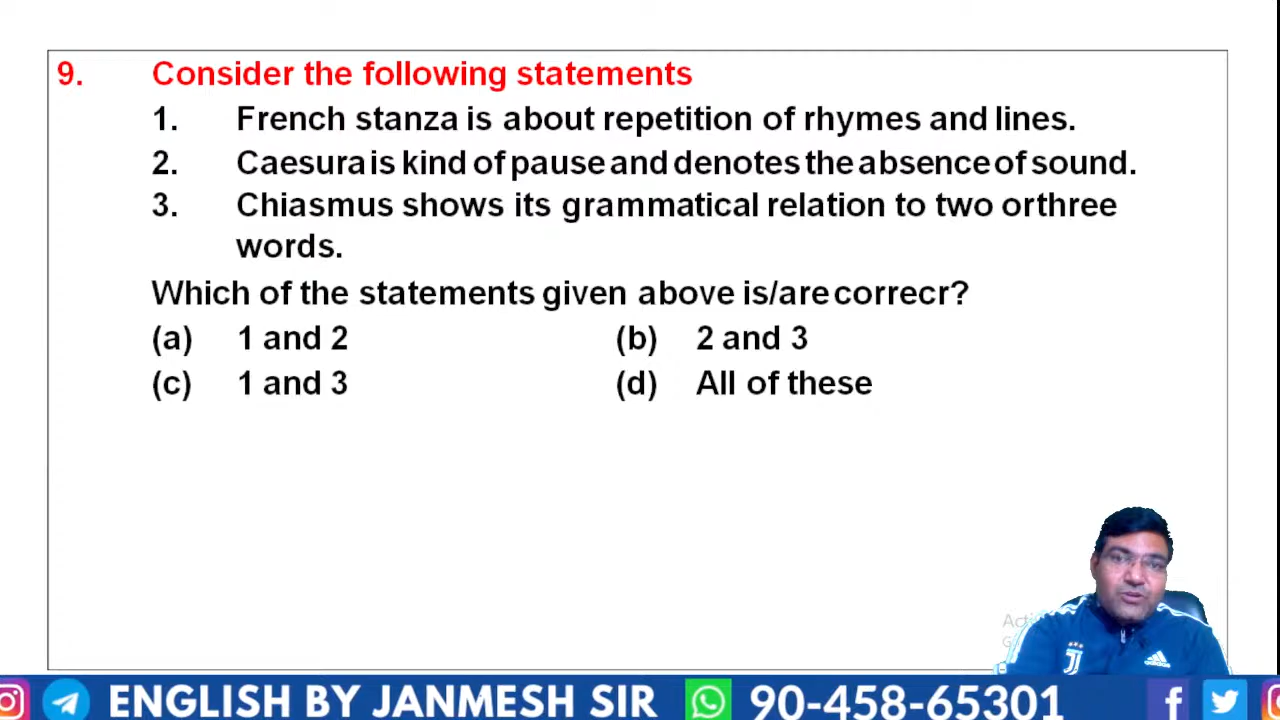 9. Consider the following statements
1. French stanza is about repetition of rhymes and lines.
2. Caesura is kind of pause and denotes the absence of sound.
3. Chiasmus shows its grammatical relation to two orthree
words.
Which of the statements given above is/are correcr?
(a) 1 and 2 (b) 2 and 3
(c) 1 and 3 (d) All of these
ENGLISH BY JANMESH SIR 90-458-65301